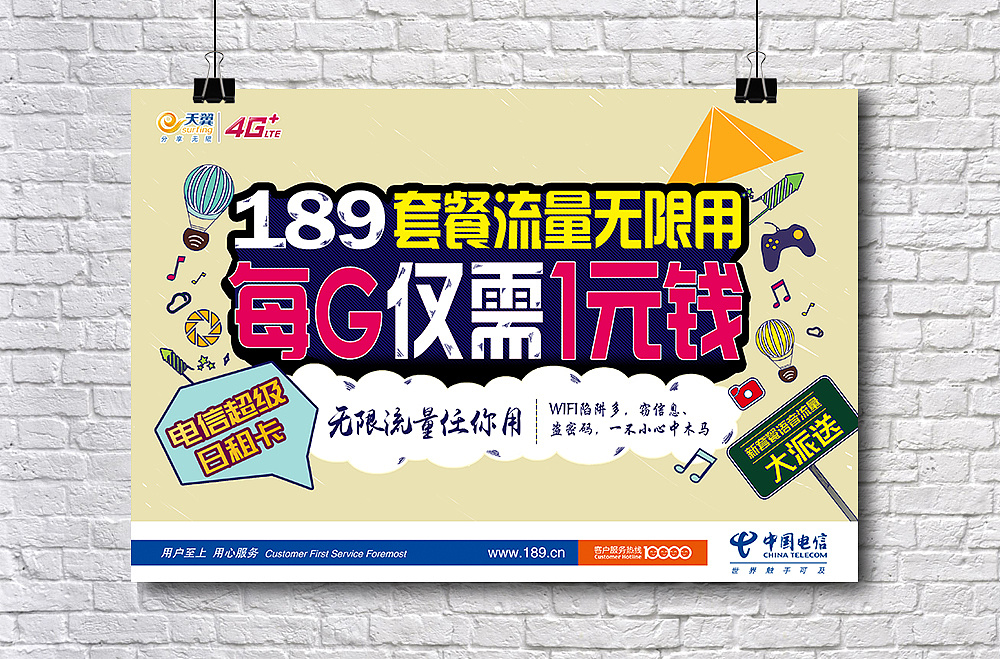 天翼
surfing
分享无限
4G+
LTE
189套餐流量无限用
每G仅需1元钱
电信超级
日租卡
无限流量任你用
WIFI陷阱多,窃信息、
盗密码,一不小心中木马
新套餐语音流量
大派送
用户至上 用心服务 Customer First Service Foremost
www.189.cn
客户服务热线
Customer Hotline
10000
中国电信
CHINA TELECOM
世界触手可及